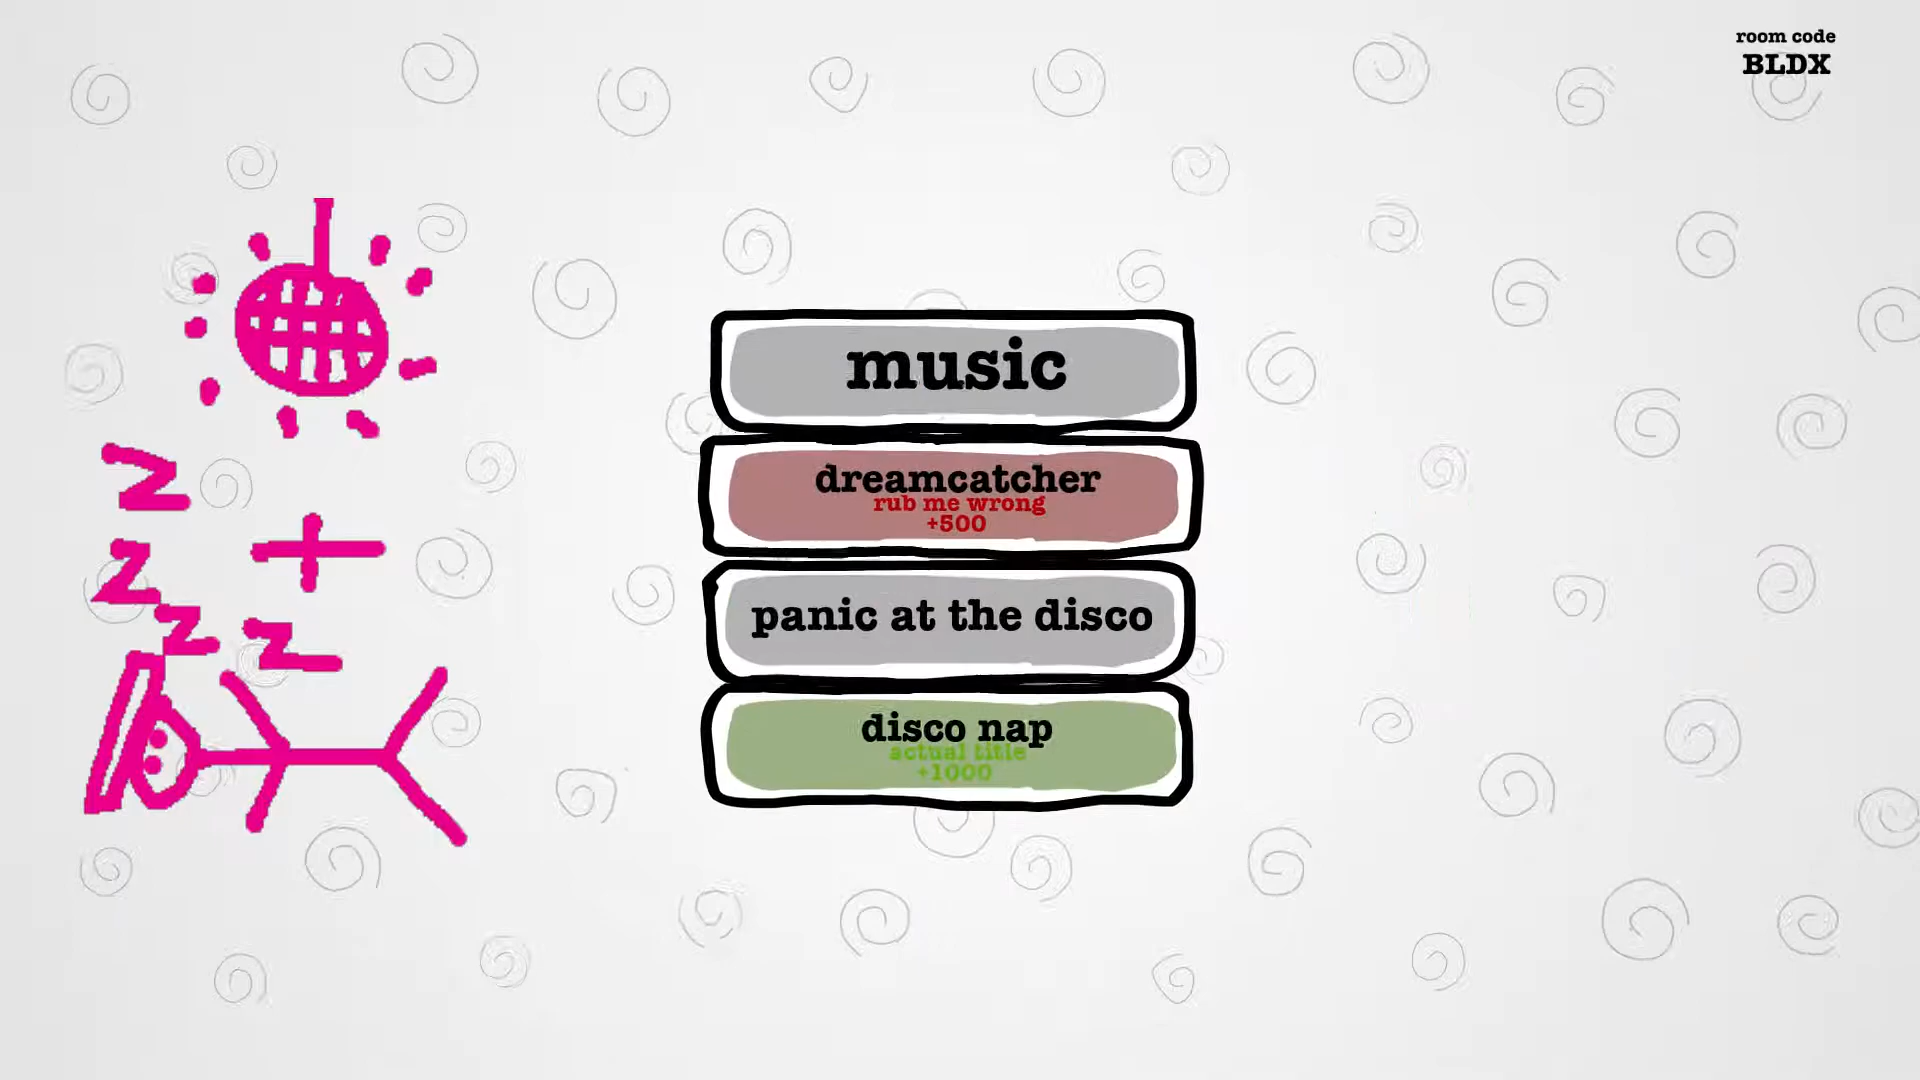 room code
BLDX
music
dreamcatcher
rub me wrong
+500
panic at the disco
disco nap
actual title
+1000
z
z
z
z
+